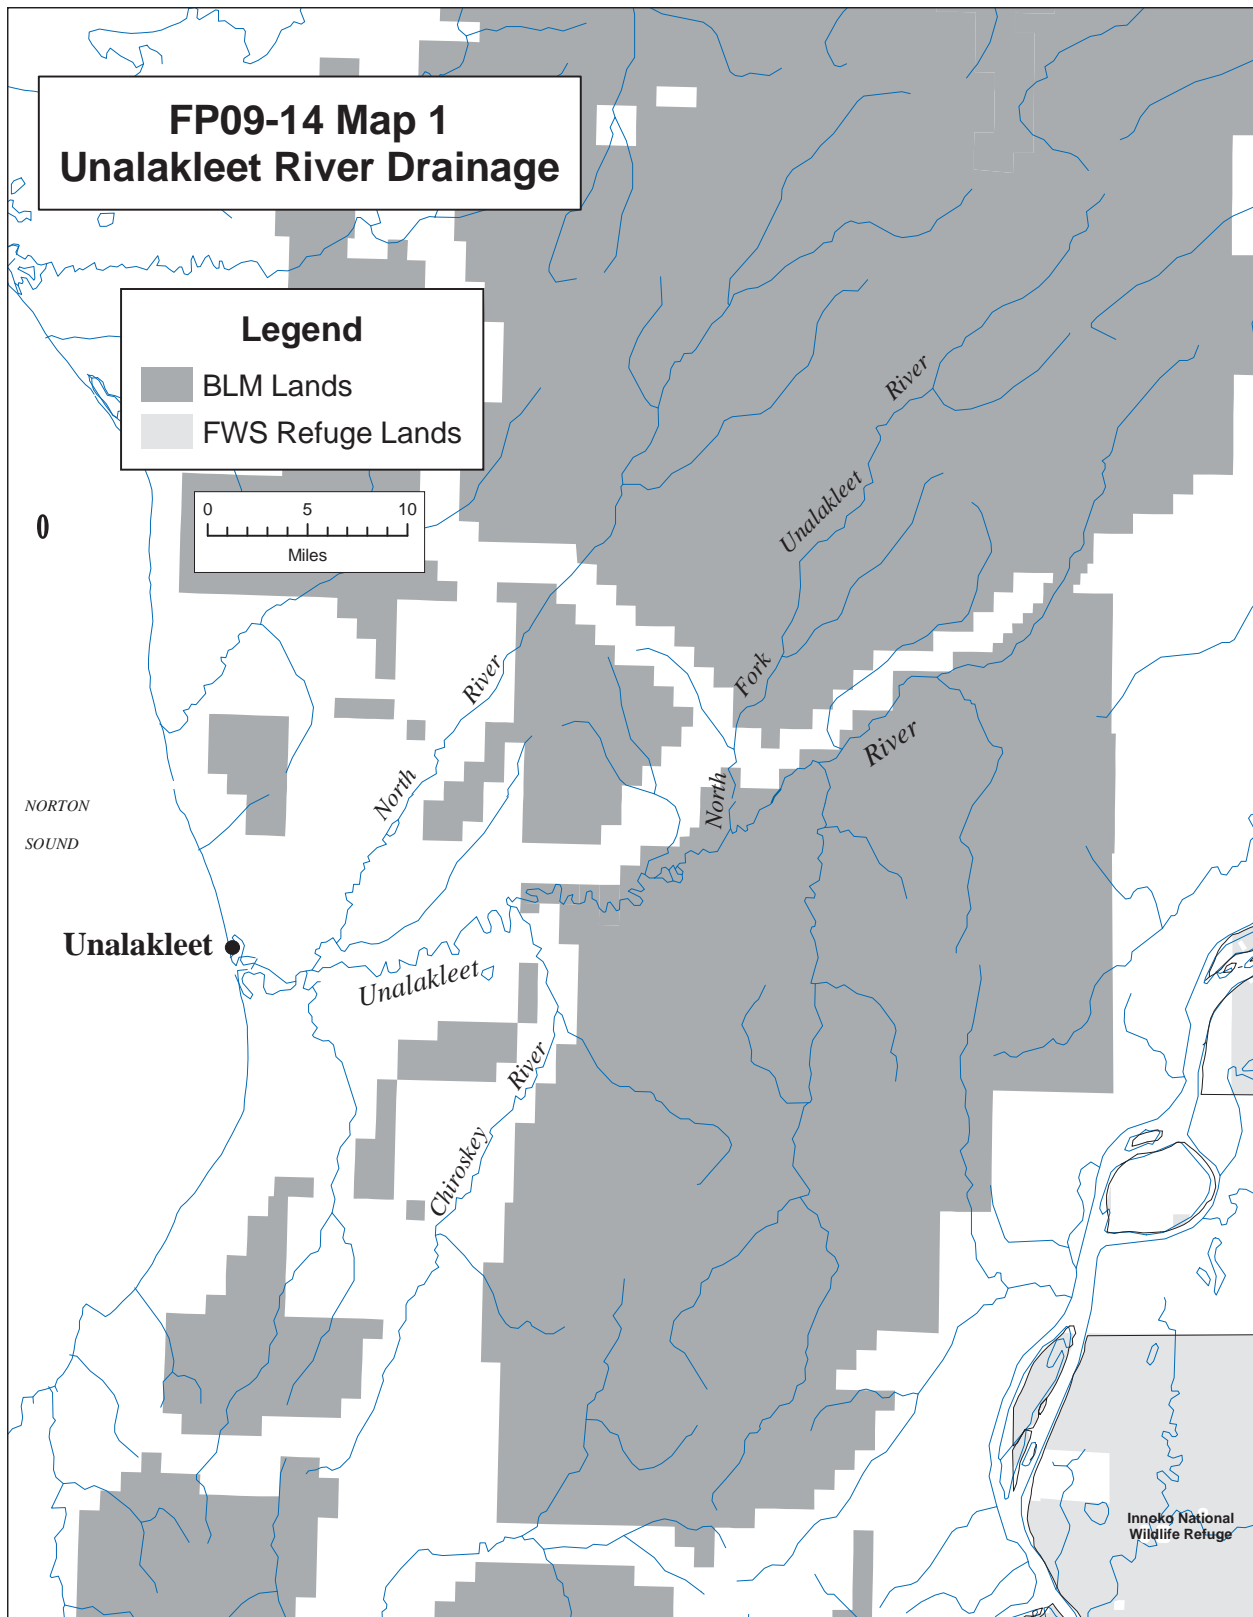 FP09-14 Map 1
Unalakleet River Drainage
Legend
BLM Lands
FWS Refuge Lands
0 5 10
Miles
0
River
Unalakleet
Fork
North
River
River
North
NORTON
SOUND
Unalakleet
Unalakleet
River
Chiroskey
Innoko National
Wildlife Refuge